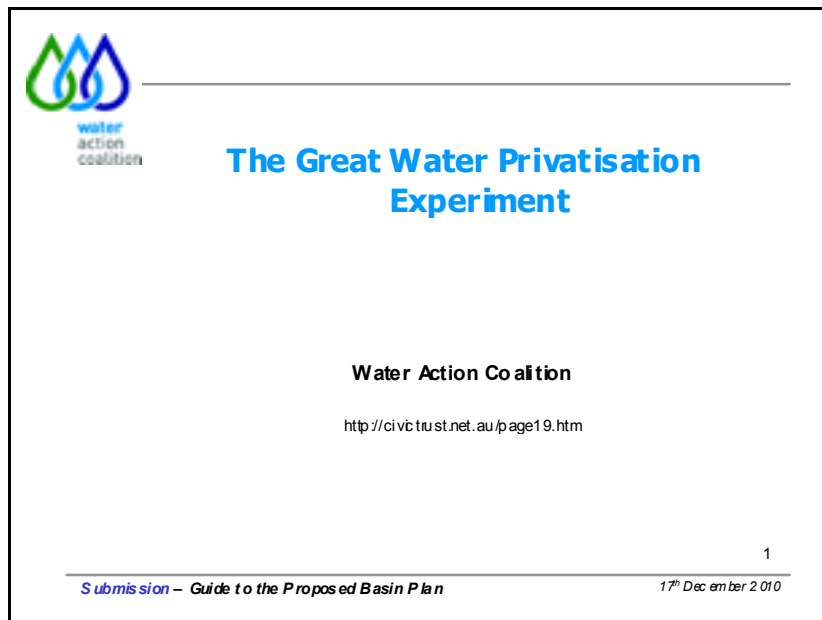 water
action
coalition
The Great Water Privatisation
Experiment
Water Action Coalition
http://civictrust.net.au/page19.htm
1
Submission – Guide to the Proposed Basin Plan
17th December 2010